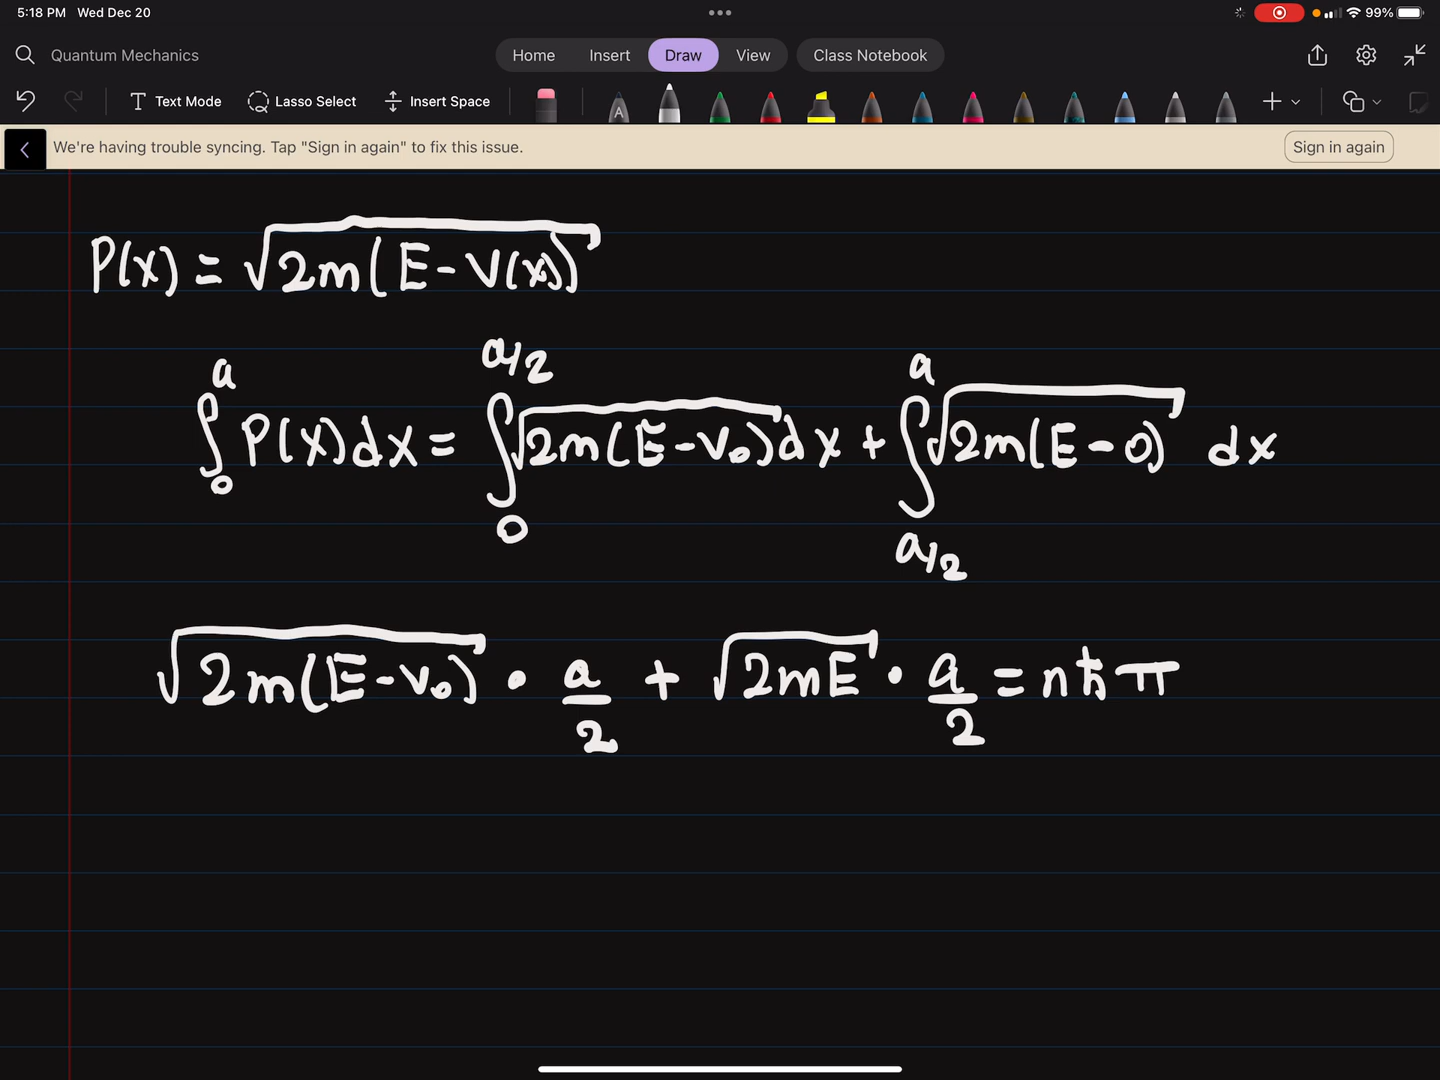 5:18 PM Wed Dec 20 99%
Quantum Mechanics Home Insert Draw View Class Notebook
Text Mode Lasso Select Insert Space
We're having trouble syncing. Tap "Sign in again" to fix this issue. Sign in again
P(x) = √(2m(E-V(x)))
∫₀ᵃ P(x)dx = ∫₀^(a/2) √(2m(E-V₀)) dx + ∫_(a/2)^a √(2m(E-0)) dx
√(2m(E-V₀)) · a/2 + √(2mE) · a/2 = nħπ